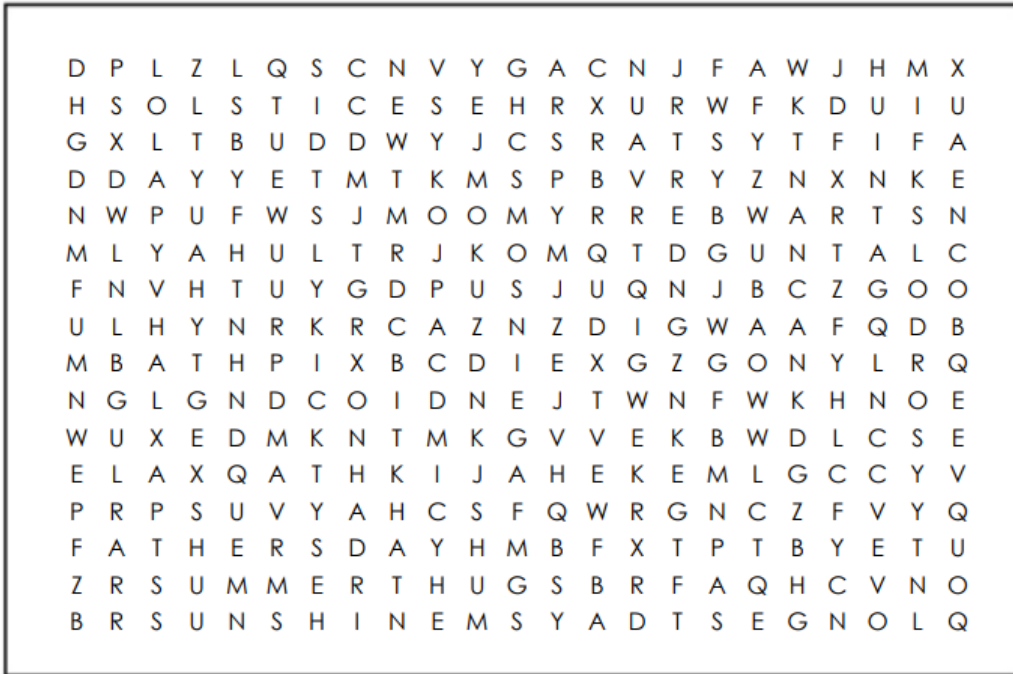 D P L Z L Q S C N V Y G A C N J F A W J H M X
H S O L S T I C E S E H R X U R W F K D U I U
G X L T B U D D W Y J C S R A T S Y T F I F A
D D A Y Y E T M T K M S P B V R Y Z N X N K E
N W P U F W S J M O O M Y R R E B W A R T S N
M L Y A H U L T R J K O M Q T D G U N T A L C
F N V H T U Y G D P U S J U Q N J B C Z G O O
U L H Y N R K R C A Z N Z D I G W A A F Q D B
M B A T H P I X B C D I E X G Z G O N Y L R Q
N G L G N D C O I D N E J T W N F W K H N O E
W U X E D M K N T M K G V V E K B W D L C S E
E L A X Q A T H K I J A H E K E M L G C C Y V
P R P S U V Y A H C S F Q W R G N C Z F V Y Q
F A T H E R S D A Y H M B F X T P T B Y E T U
Z R S U M M E R T H U G S B R F A Q H C V N O
B R S U N S H I N E M S Y A D T S E G N O L Q